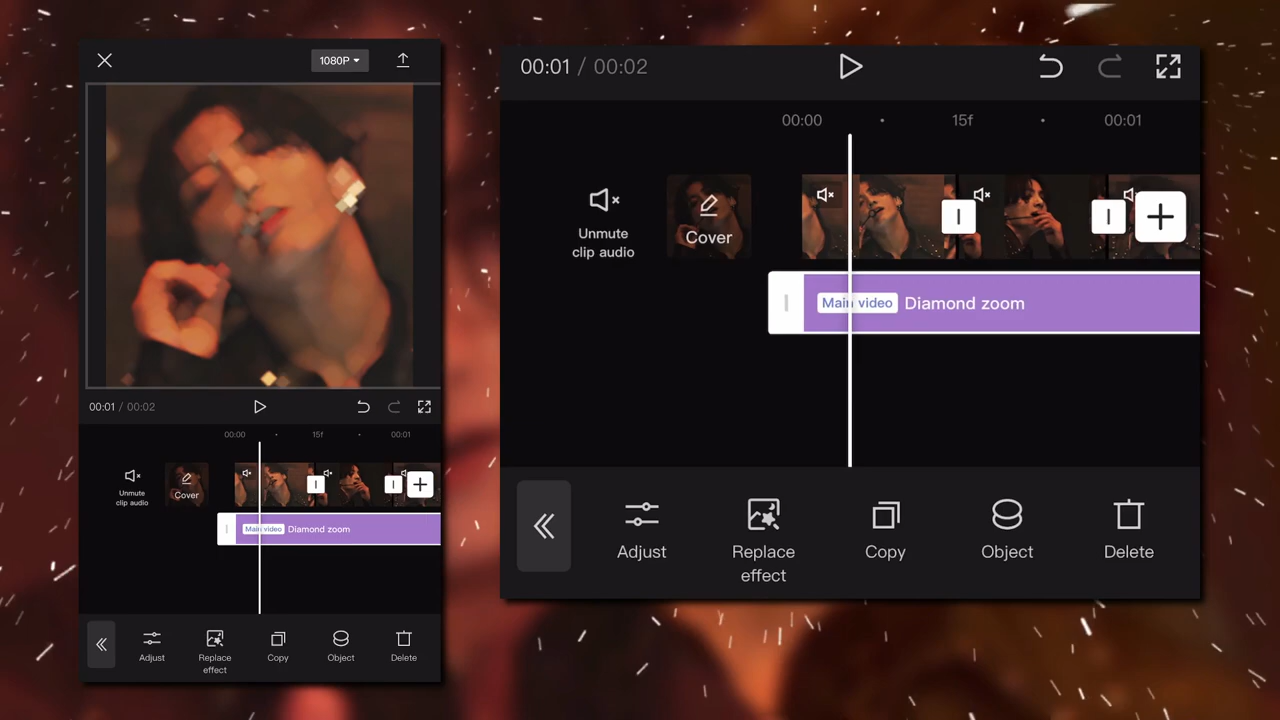 1080P
00:01 / 00:02
00:00 15f 00:01
Unmute
clip audio
Cover
Main video Diamond zoom
Adjust
Replace
effect
Copy
Object
Delete
00:01 / 00:02
00:00 15f 00:01
Unmute
clip audio
Cover
Main video Diamond zoom
Adjust
Replace
effect
Copy
Object
Delete